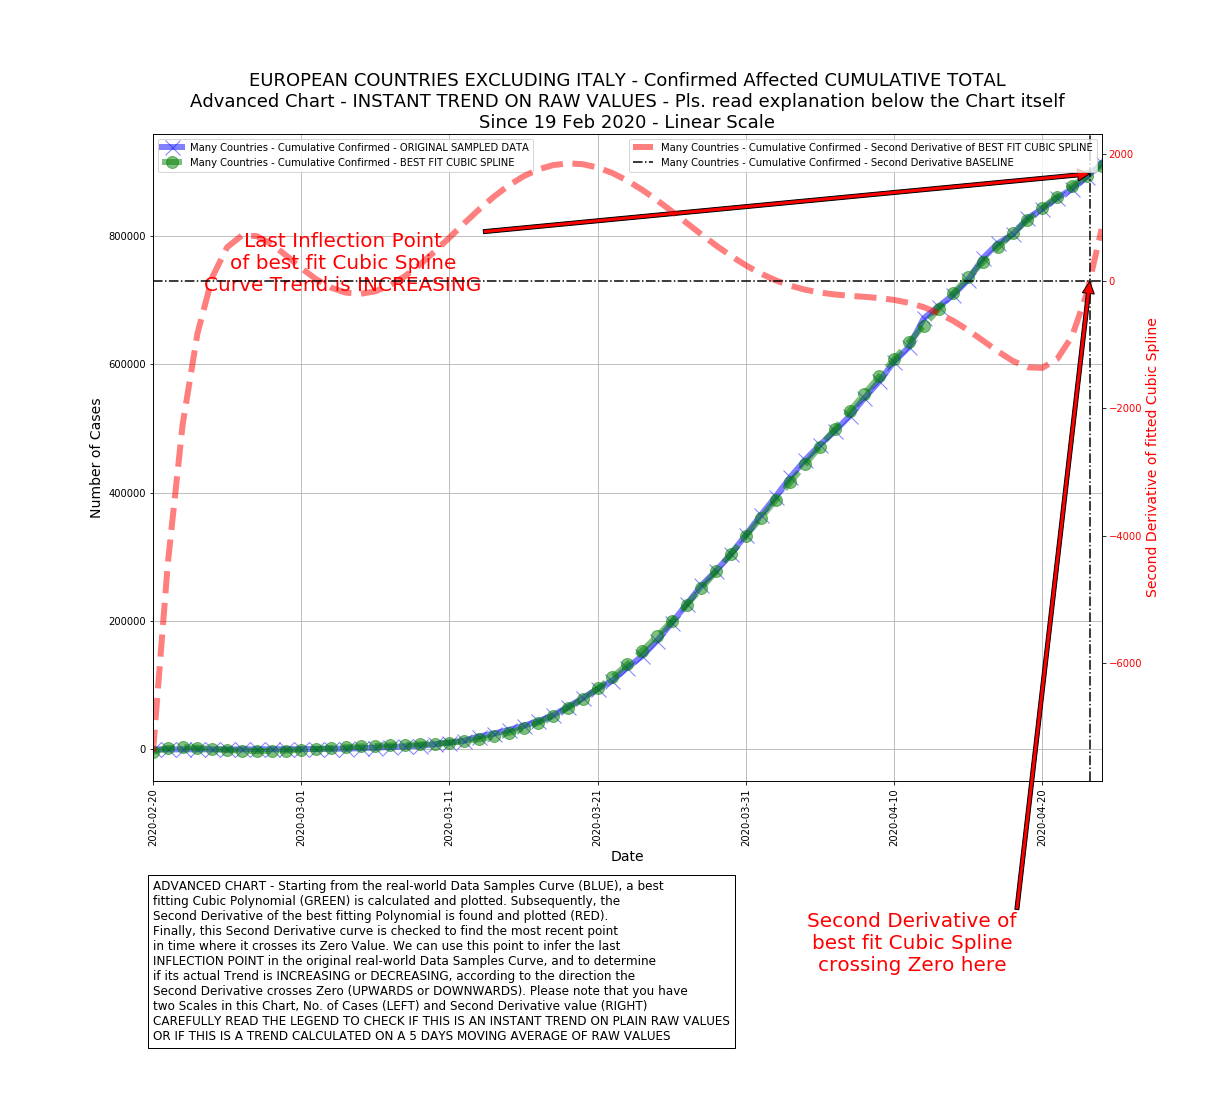 EUROPEAN COUNTRIES EXCLUDING ITALY - Confirmed Affected CUMULATIVE TOTAL
Advanced Chart - INSTANT TREND ON RAW VALUES - Pls. read explanation below the Chart itself
Since 19 Feb 2020 - Linear Scale
Many Countries - Cumulative Confirmed - ORIGINAL SAMPLED DATA
Many Countries - Cumulative Confirmed - BEST FIT CUBIC SPLINE
Many Countries - Cumulative Confirmed - Second Derivative of BEST FIT CUBIC SPLINE
Many Countries - Cumulative Confirmed - Second Derivative BASELINE
Last Inflection Point
of best fit Cubic Spline
Curve Trend is INCREASING
Number of Cases
800000
600000
400000
200000
0
2000
0
−2000
−4000
−6000
Second Derivative of fitted Cubic Spline
2020-02-20
2020-03-01
2020-03-11
2020-03-21
2020-03-31
2020-04-10
2020-04-20
Date
Second Derivative of
best fit Cubic Spline
crossing Zero here
ADVANCED CHART - Starting from the real-world Data Samples Curve (BLUE), a best
fitting Cubic Polynomial (GREEN) is calculated and plotted. Subsequently, the
Second Derivative of the best fitting Polynomial is found and plotted (RED).
Finally, this Second Derivative curve is checked to find the most recent point
in time where it crosses its Zero Value. We can use this point to infer the last
INFLECTION POINT in the original real-world Data Samples Curve, and to determine
if its actual Trend is INCREASING or DECREASING, according to the direction the
Second Derivative crosses Zero (UPWARDS or DOWNWARDS). Please note that you have
two Scales in this Chart, No. of Cases (LEFT) and Second Derivative value (RIGHT)
CAREFULLY READ THE LEGEND TO CHECK IF THIS IS AN INSTANT TREND ON PLAIN RAW VALUES
OR IF THIS IS A TREND CALCULATED ON A 5 DAYS MOVING AVERAGE OF RAW VALUES